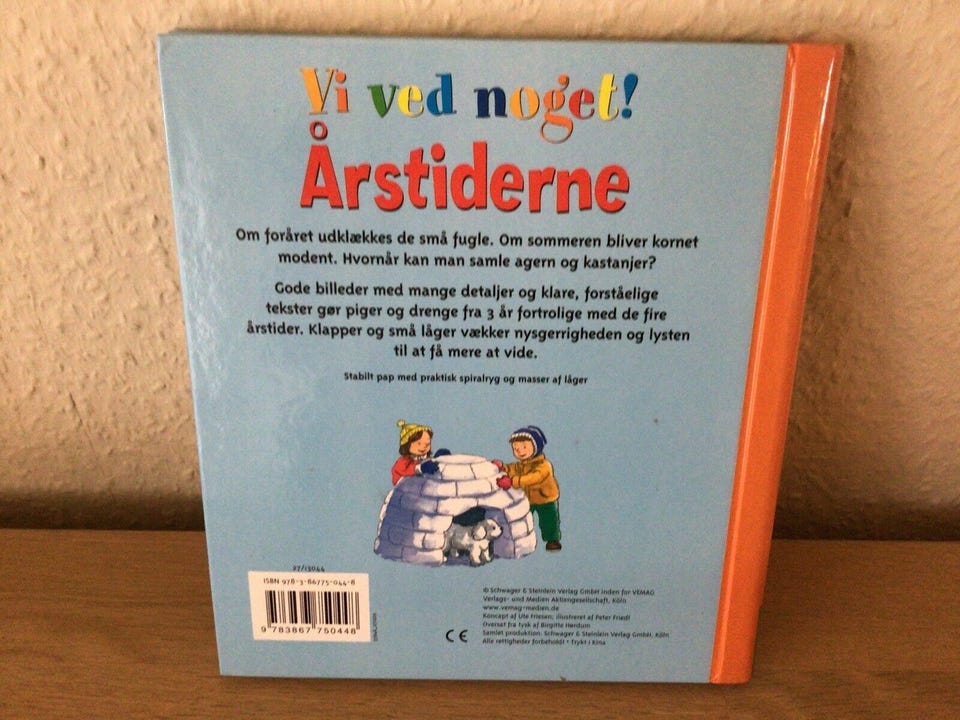 Vi ved noget!
Årstiderne
Om foråret udklækkes de små fugle. Om sommeren bliver kornet
modent. Hvornår kan man samle agern og kastanjer?
Gode billeder med mange detaljer og klare, forståelige
tekster gør piger og drenge fra 3 år fortrolige med de fire
årstider. Klapper og små låger vækker nysgerrigheden og lysten
til at få mere at vide.
Stabilt pap med praktisk spiralryg og masser af låger
27/13044
ISBN 978-3-86775-044-8
9 783867 750448
CE
© Schwager & Steinlein Verlag GmbH inden for VEMAG
Verlags- und Medien Aktiengesellschaft, Köln
www.vemag-medien.de
Koncept af Ute Friesen; illustreret af Peter Friedl
Oversat fra tysk af Birgitte Herdum
Samlet produktion: Schwager & Steinlein Verlag GmbH, Köln
Alle rettigheder forbeholdt • Trykt i Kina